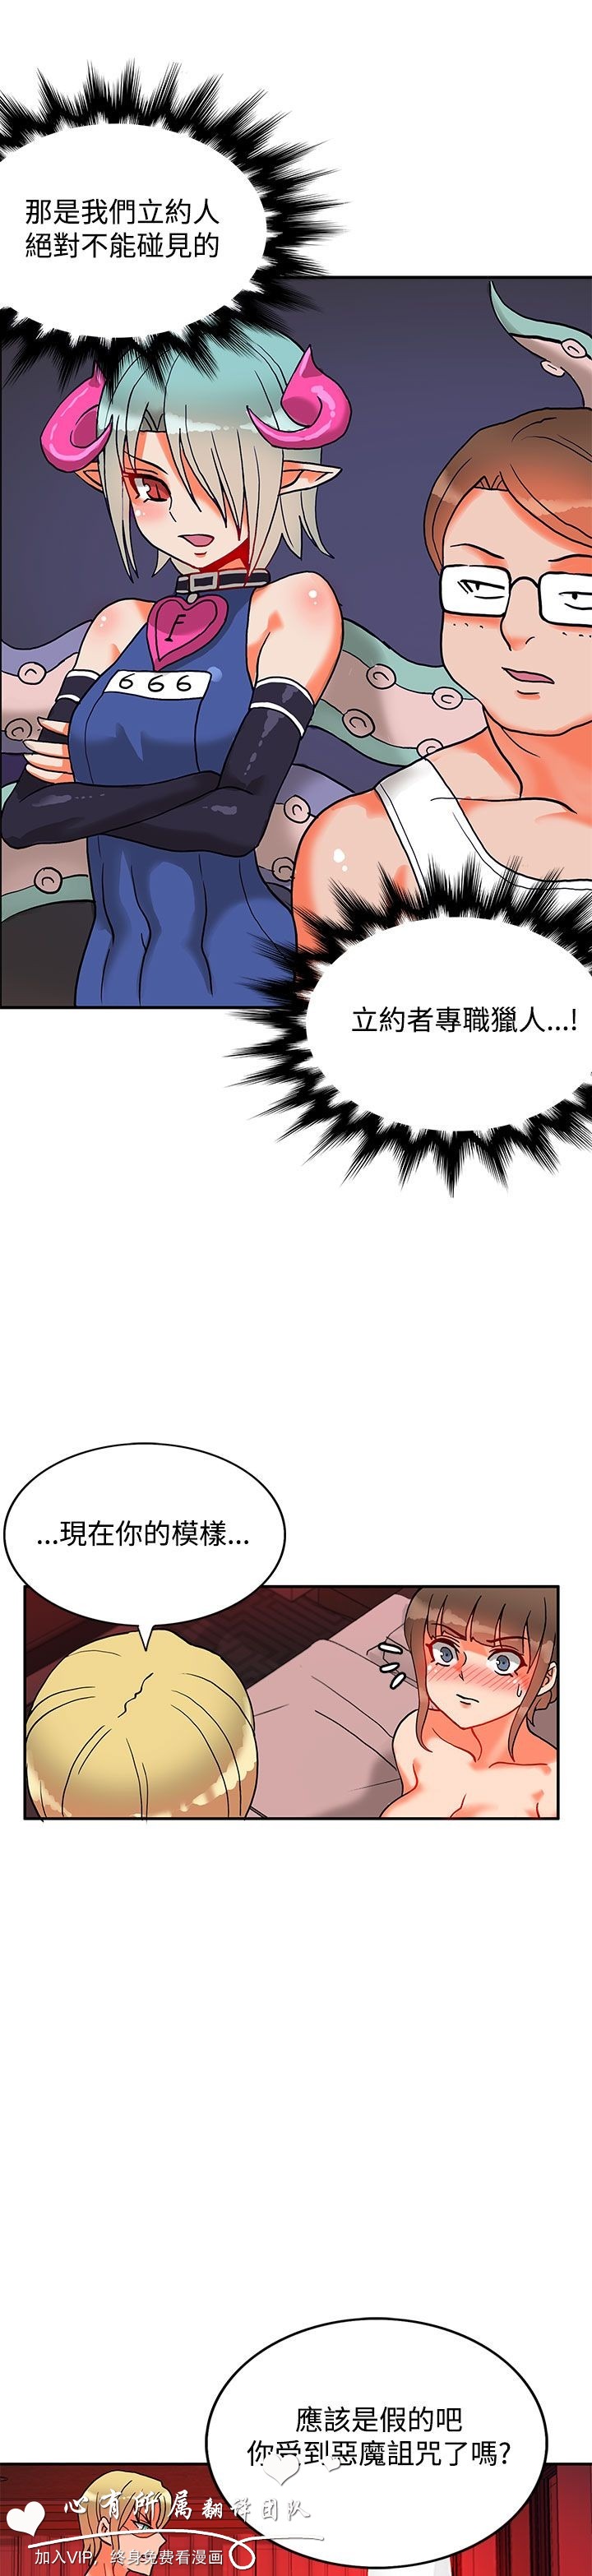 那是我們立約人
絕對不能碰見的
F
666
立約者專職獵人...!
...現在你的模樣...
應該是假的吧
你受到惡魔詛咒了嗎?
心有所属翻译团队
加入VIP，终身免费看漫画